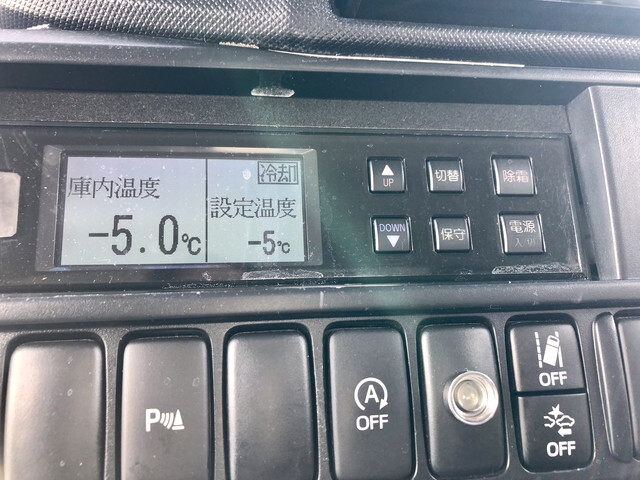 冷却
庫内温度
設定温度
-5.0℃
-5℃
UP
切替
除霜
DOWN
保守
電源
入/切
P
A
OFF
OFF
OFF